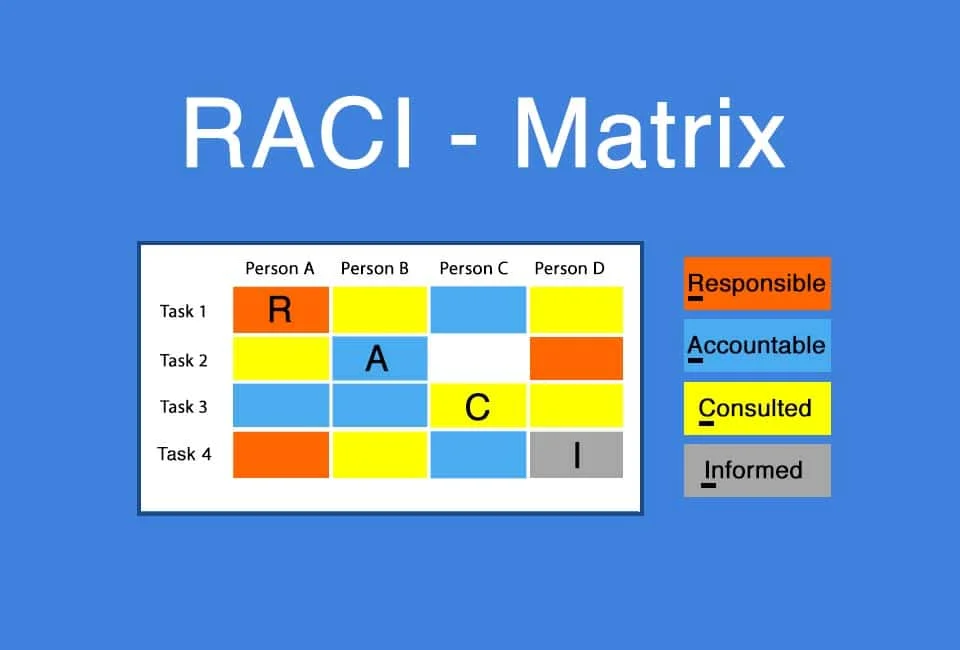 RACI - Matrix
Person A Person B Person C Person D
Task 1 R
Task 2 A
Task 3 C
Task 4 I
Responsible
Accountable
Consulted
Informed